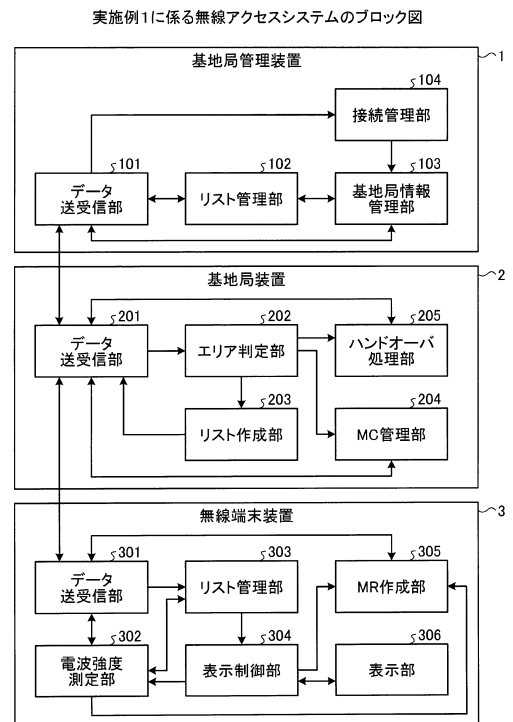 実施例1に係る無線アクセスシステムのブロック図
1
基地局管理装置
104
接続管理部
101
データ
送受信部
102
リスト管理部
103
基地局情報
管理部
2
基地局装置
201
データ
送受信部
202
エリア判定部
205
ハンドオーバ
処理部
203
リスト作成部
204
MC管理部
3
無線端末装置
301
データ
送受信部
303
リスト管理部
305
MR作成部
302
電波強度
測定部
304
表示制御部
306
表示部